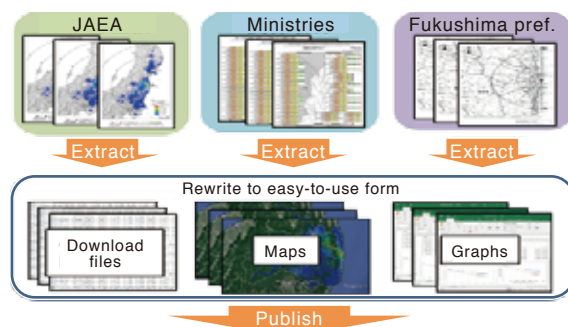 JAEA
Ministries
Fukushima pref.
Extract
Extract
Extract
Rewrite to easy-to-use form
Download
files
Maps
Graphs
Publish